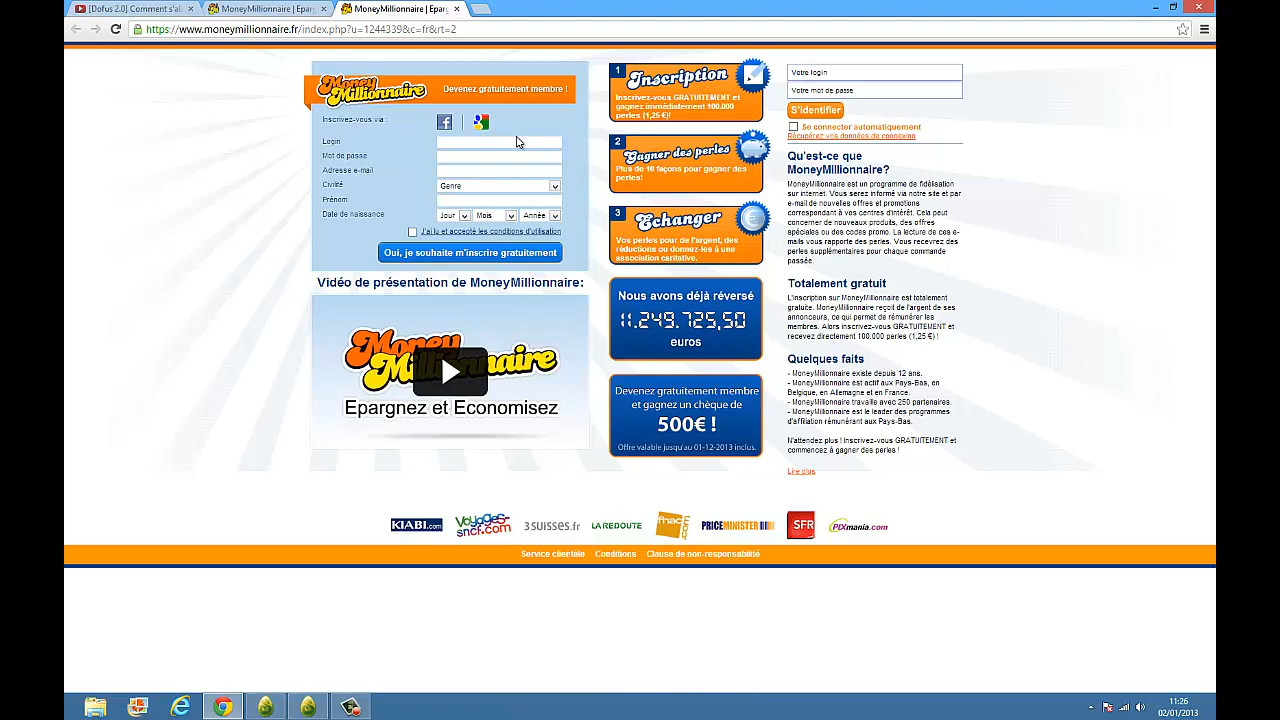 [Dofus 2.0] Comment s'al
MoneyMillionnaire | Eparg
MoneyMillionnaire | Eparg
https://www.moneymillionnaire.fr/index.php?u=1244339&c=fr&rt=2
Money Millionnaire
Devenez gratuitement membre !
Inscrivez-vous via :
Login
Mot de passe
Adresse e-mail
Civilité
Genre
Prénom
Date de naissance
Jour
Mois
Année
J'ai lu et accepté les conditions d'utilisation
Oui, je souhaite m'inscrire gratuitement
Vidéo de présentation de MoneyMillionnaire:
Money
Millionnaire
Epargnez et Economisez
1
Inscription
Inscrivez-vous GRATUITEMENT et
gagnez immédiatement 100.000
perles (1,25 €)!
2
Gagner des perles
Plus de 10 façons pour gagner des
perles!
3
Echanger
Vos perles pour de l'argent, des
réductions ou donnez-les à une
association caritative.
Nous avons déjà réversé
11.249.725,50
euros
Devenez gratuitement membre
et gagnez un chèque de
500€ !
Offre valable jusqu'au 01-12-2013 inclus.
Votre login
Votre mot de passe
S'identifier
Se connecter automatiquement
Récupérez vos données de connexion
Qu'est-ce que
MoneyMillionnaire?
MoneyMillionnaire est un programme de fidélisation
sur internet. Vous serez informé via notre site et par
e-mail de nouvelles offres et promotions
correspondant à vos centres d'intérêt. Cela peut
concerner de nouveaux produits, des offres
spéciales ou des codes promo. La lecture de ces e-
mails vous rapporte des perles. Vous recevrez des
perles supplémentaires pour chaque commande
passée.
Totalement gratuit
L'inscription sur MoneyMillionnaire est totalement
gratuite. MoneyMillionnaire reçoit de l'argent de ses
annonceurs, ce qui permet de rémunérer les
membres. Alors inscrivez-vous GRATUITEMENT et
recevez directement 100.000 perles (1,25 €) !
Quelques faits
- MoneyMillionnaire existe depuis 12 ans.
- MoneyMillionnaire est actif aux Pays-Bas, en
Belgique, en Allemagne et en France.
- MoneyMillionnaire travaille avec 250 partenaires.
- MoneyMillionnaire est le leader des programmes
d'affiliation rémunérant aux Pays-Bas.
N'attendez plus ! Inscrivez-vous GRATUITEMENT et
commencez à gagner des perles !
Lire plus
KIABI.com
Voyages-sncf.com
3SUISSES.fr
LA REDOUTE
fnac.com
PRICEMINISTER
SFR
PIXmania.com
Service clientèle
Conditions
Clause de non-responsabilité
11:26
02/01/2013